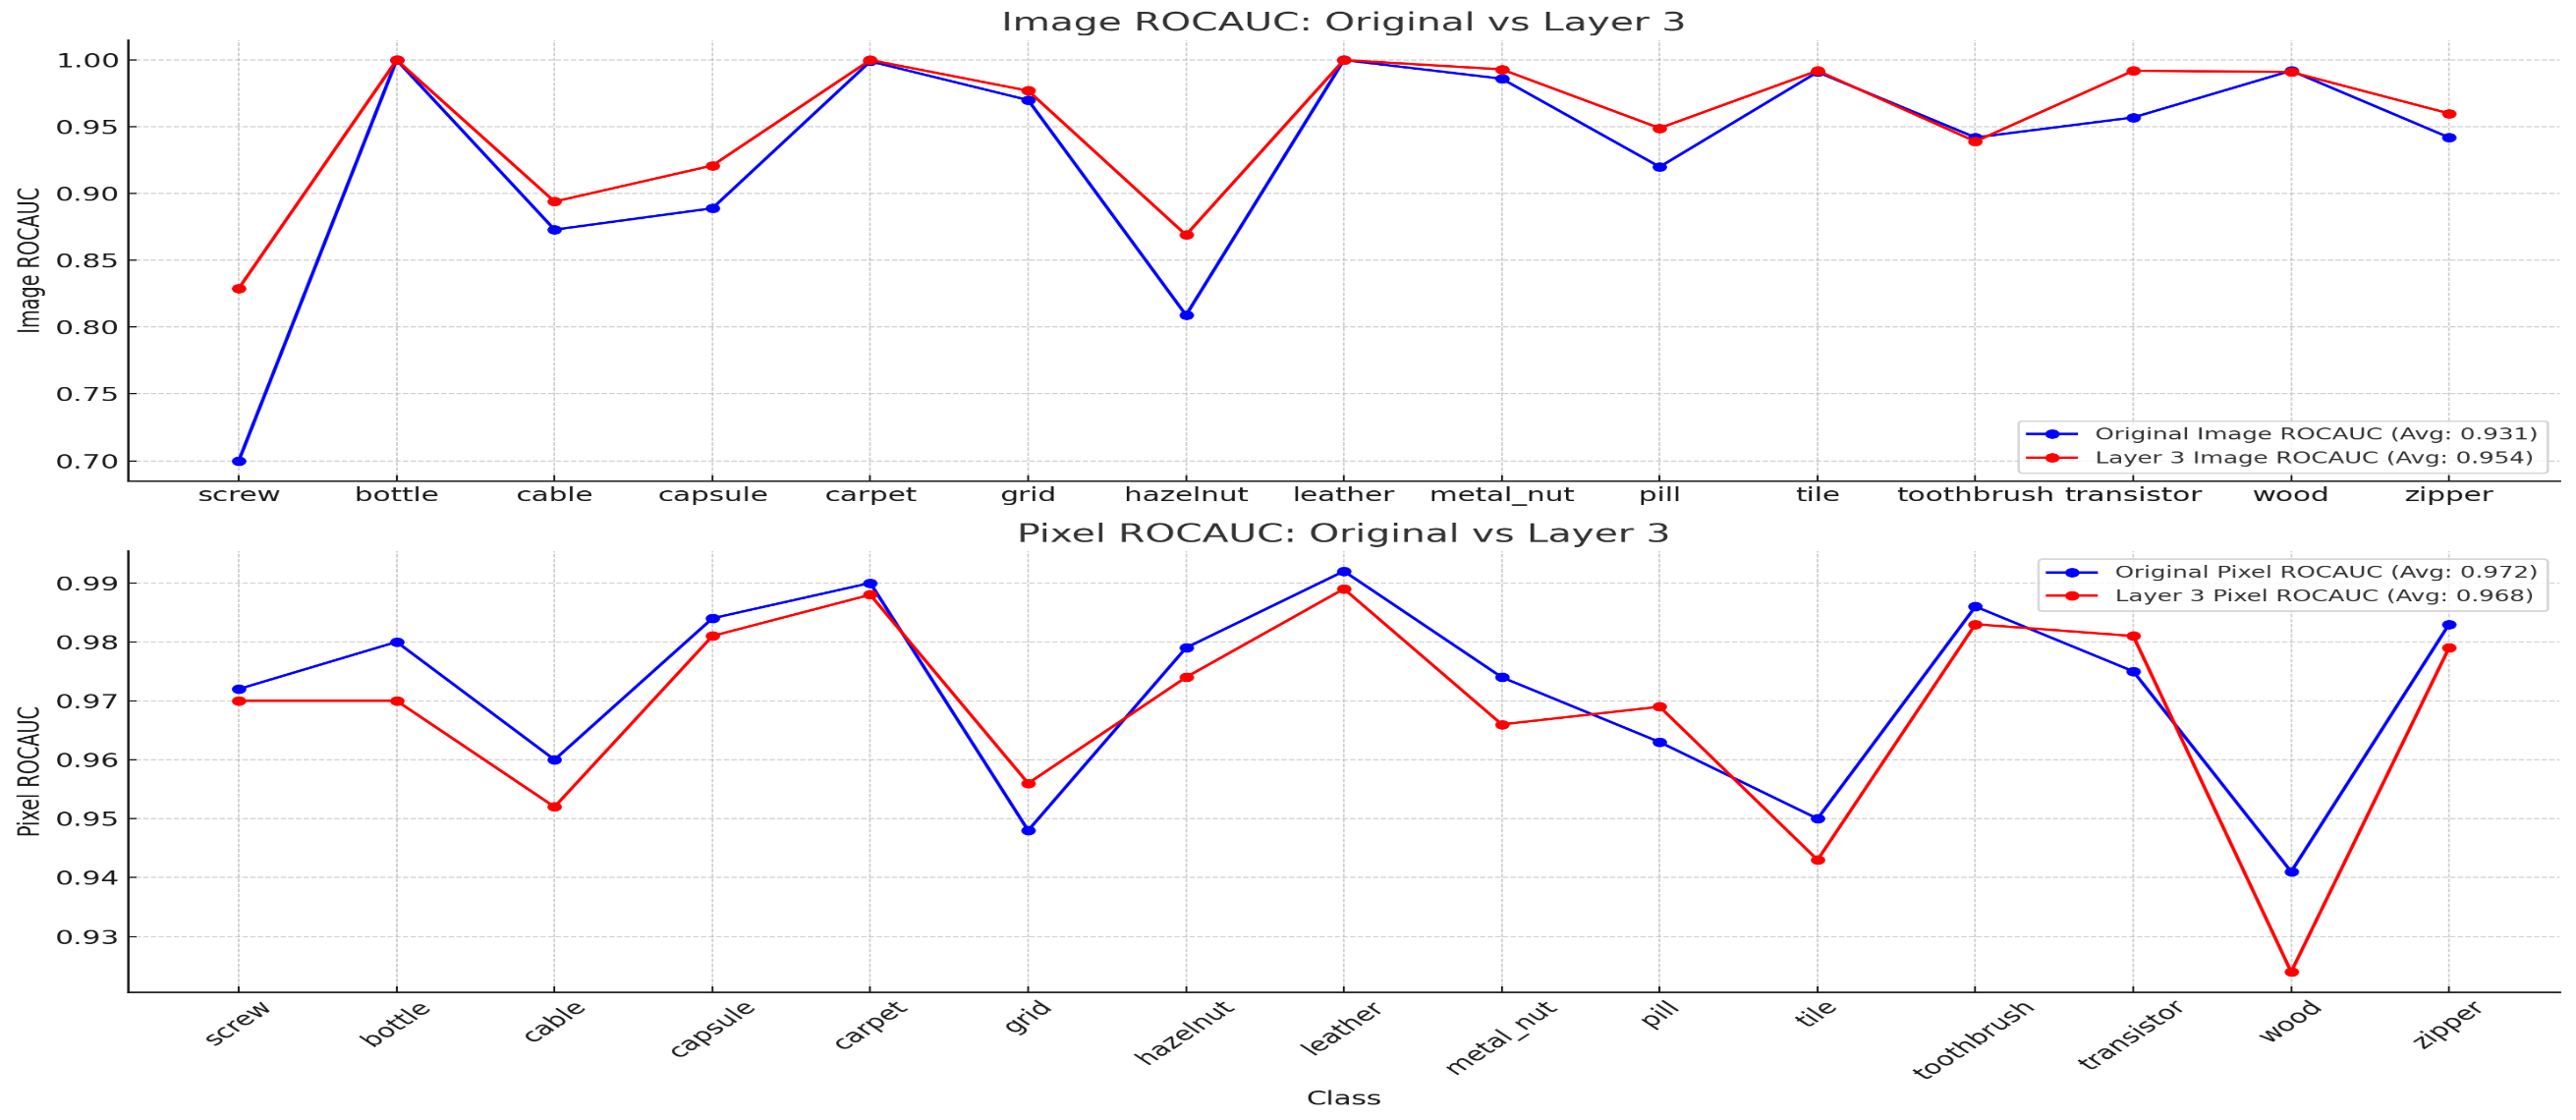 Image ROCAUC: Original vs Layer 3
Image ROCAUC
1.00
0.95
0.90
0.85
0.80
0.75
0.70
Original Image ROCAUC (Avg: 0.931)
Layer 3 Image ROCAUC (Avg: 0.954)
screw bottle cable capsule carpet grid hazelnut leather metal_nut pill tile toothbrush transistor wood zipper
Pixel ROCAUC: Original vs Layer 3
Pixel ROCAUC
0.99
0.98
0.97
0.96
0.95
0.94
0.93
Original Pixel ROCAUC (Avg: 0.972)
Layer 3 Pixel ROCAUC (Avg: 0.968)
screw bottle cable capsule carpet grid hazelnut leather metal_nut pill tile toothbrush transistor wood zipper
Class